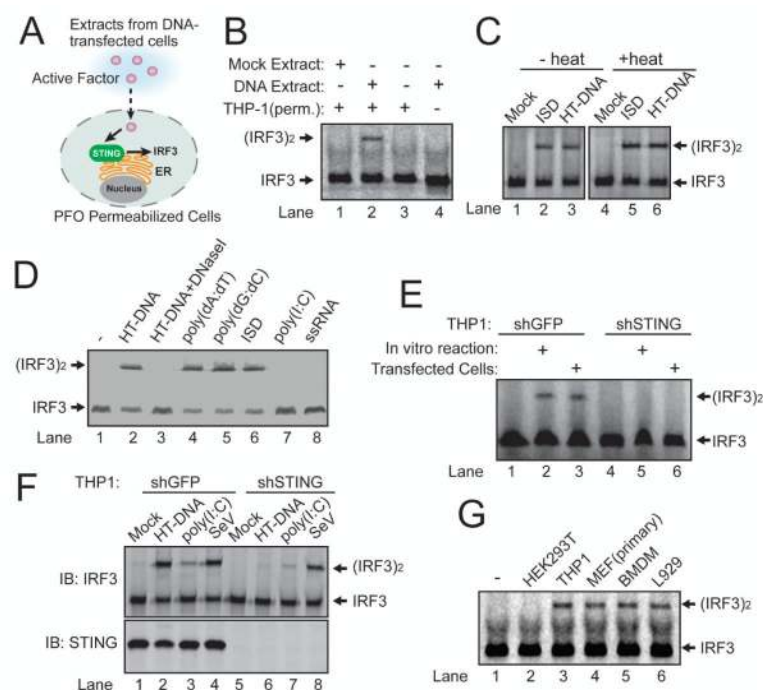 A
Extracts from DNA-
transfected cells
Active Factor
STING
IRF3
ER
Nucleus
PFO Permeabilized Cells
B
Mock Extract + - - -
DNA Extract - + - +
THP-1(perm.) + + + -
(IRF3)2
IRF3
Lane 1 2 3 4
C
- heat +heat
Mock ISD HT-DNA Mock ISD HT-DNA
(IRF3)2
IRF3
Lane 1 2 3 4 5 6
D
- HT-DNA HT-DNA+DNaseI poly(dA:dT) poly(dG:dC) ISD poly(I:C) ssRNA
(IRF3)2
IRF3
Lane 1 2 3 4 5 6 7 8
E
THP1: shGFP shSTING
In vitro reaction: + +
Transfected Cells: + +
(IRF3)2
IRF3
Lane 1 2 3 4 5 6
F
THP1: shGFP shSTING
Mock HT-DNA poly(I:C) SeV Mock HT-DNA poly(I:C) SeV
IB: IRF3
(IRF3)2
IRF3
IB: STING
Lane 1 2 3 4 5 6 7 8
G
- HEK293T THP1 MEF(primary) BMDM L929
(IRF3)2
IRF3
Lane 1 2 3 4 5 6